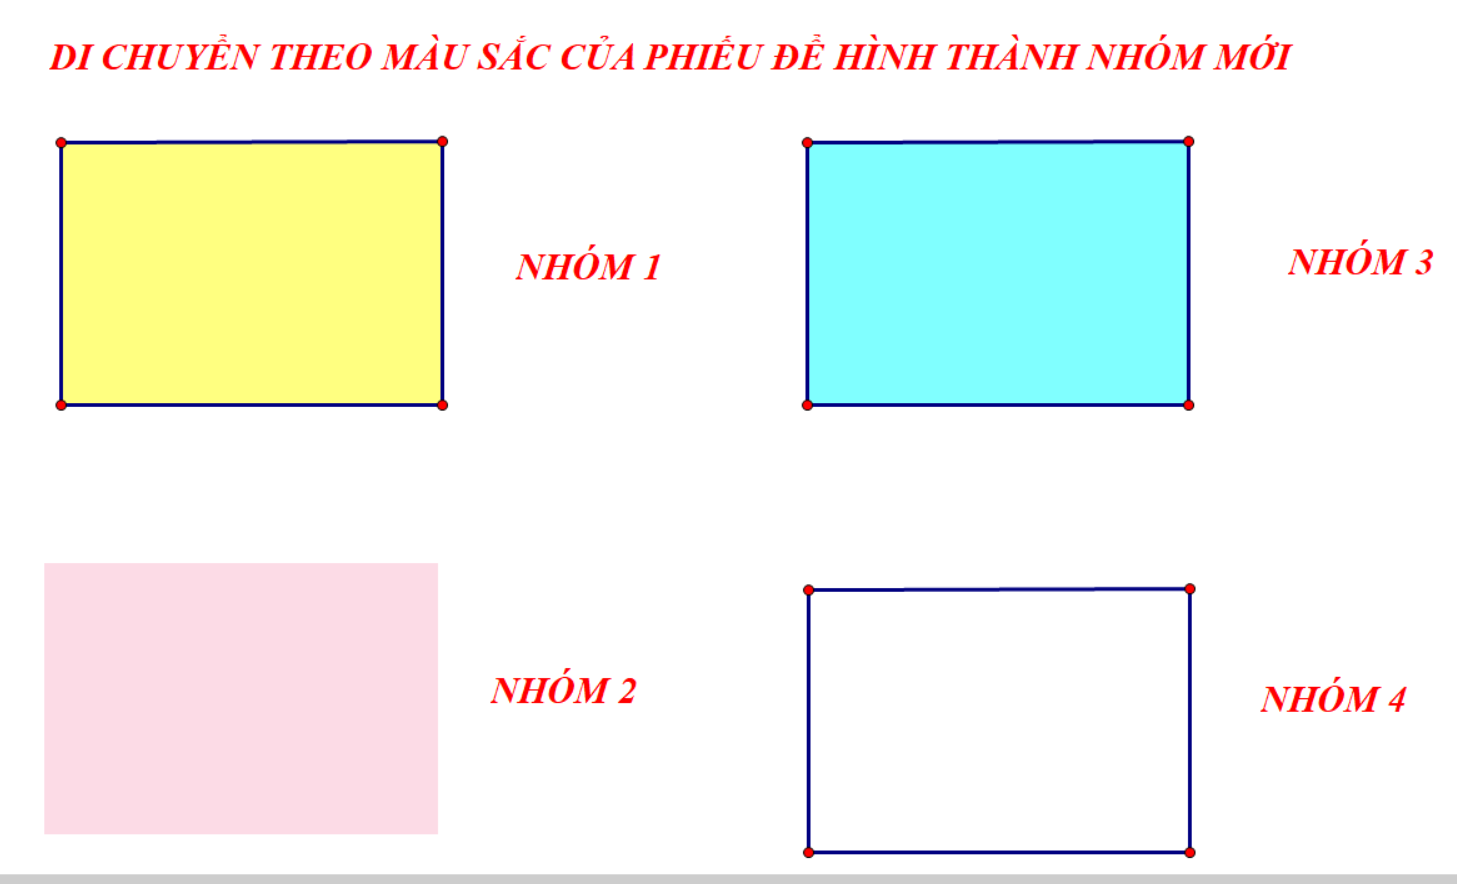 DI CHUYỂN THEO MÀU SẮC CỦA PHIẾU ĐỂ HÌNH THÀNH NHÓM MỚI
NHÓM 1
NHÓM 3
NHÓM 2
NHÓM 4